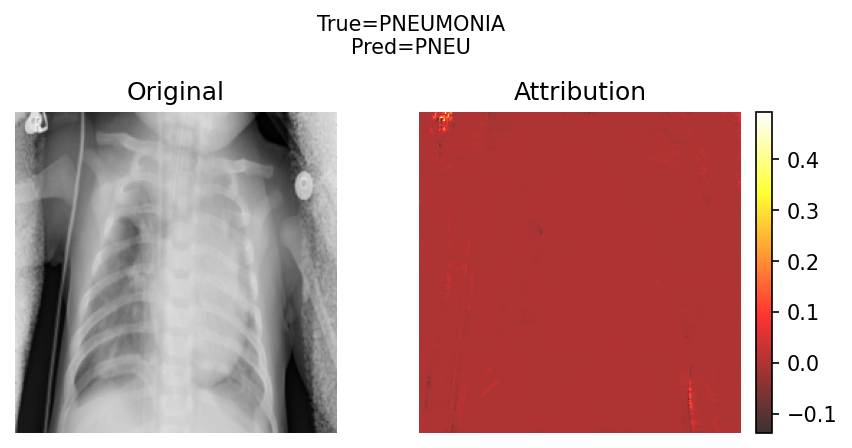 True=PNEUMONIA
Pred=PNEU
Original
Attribution
0.4
0.3
0.2
0.1
0.0
−0.1